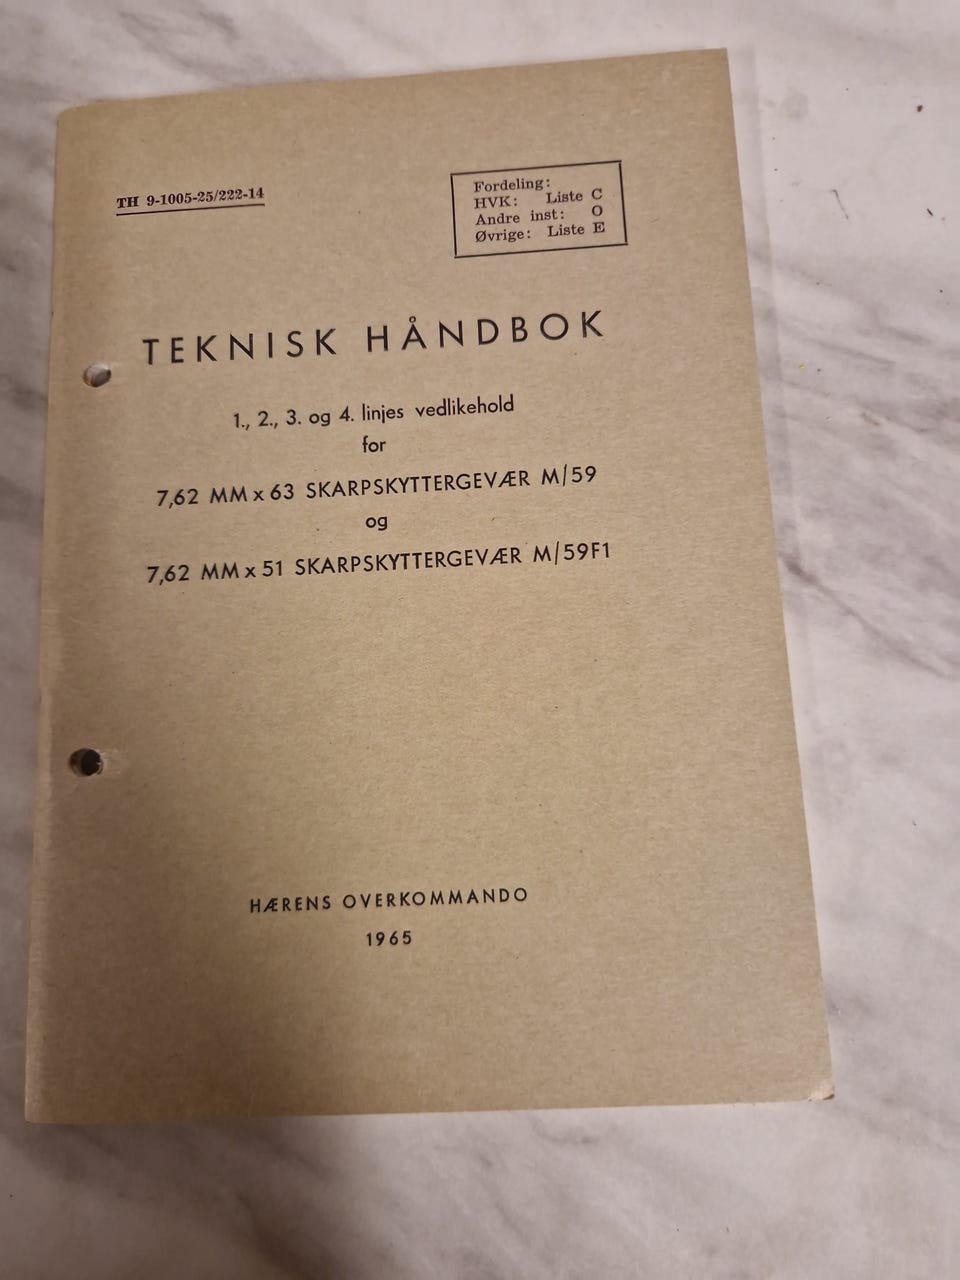 TH 9-1005-25/222-14
Fordeling:
HVK: Liste C
Andre inst: O
Øvrige: Liste E
TEKNISK HÅNDBOK
1., 2., 3. og 4. linjes vedlikehold
for
7,62 MM x 63 SKARPSKYTTERGEVÆR M/59
og
7,62 MM x 51 SKARPSKYTTERGEVÆR M/59F1
HÆRENS OVERKOMMANDO
1965